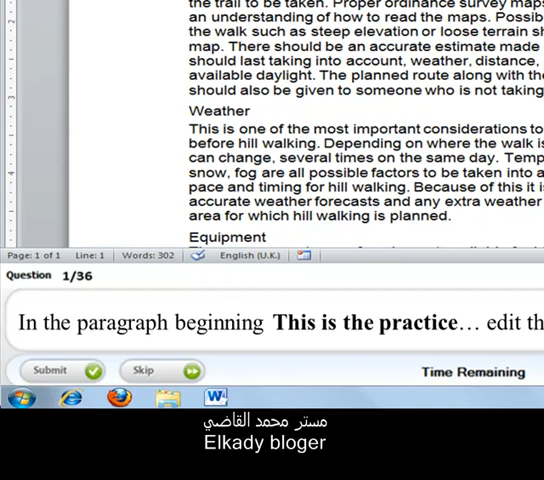 the trail to be taken. Proper ordinance survey maps
an understanding of how to read the maps. Possib
the walk such as steep elevation or loose terrain sh
map. There should be an accurate estimate made
should last taking into account, weather, distance,
available daylight. The planned route along with the
should also be given to someone who is not taking
Weather
This is one of the most important considerations to
before hill walking. Depending on where the walk is
can change, several times on the same day. Temp
snow, fog are all possible factors to be taken into a
pace and timing for hill walking. Because of this it is
accurate weather forecasts and any extra weather
area for which hill walking is planned.
Equipment
Page: 1 of 1 Line: 1 Words: 302 English (U.K.)
Question 1/36
In the paragraph beginning This is the practice… edit th
Submit Skip Time Remaining
مستر محمد القاضي
Elkady bloger